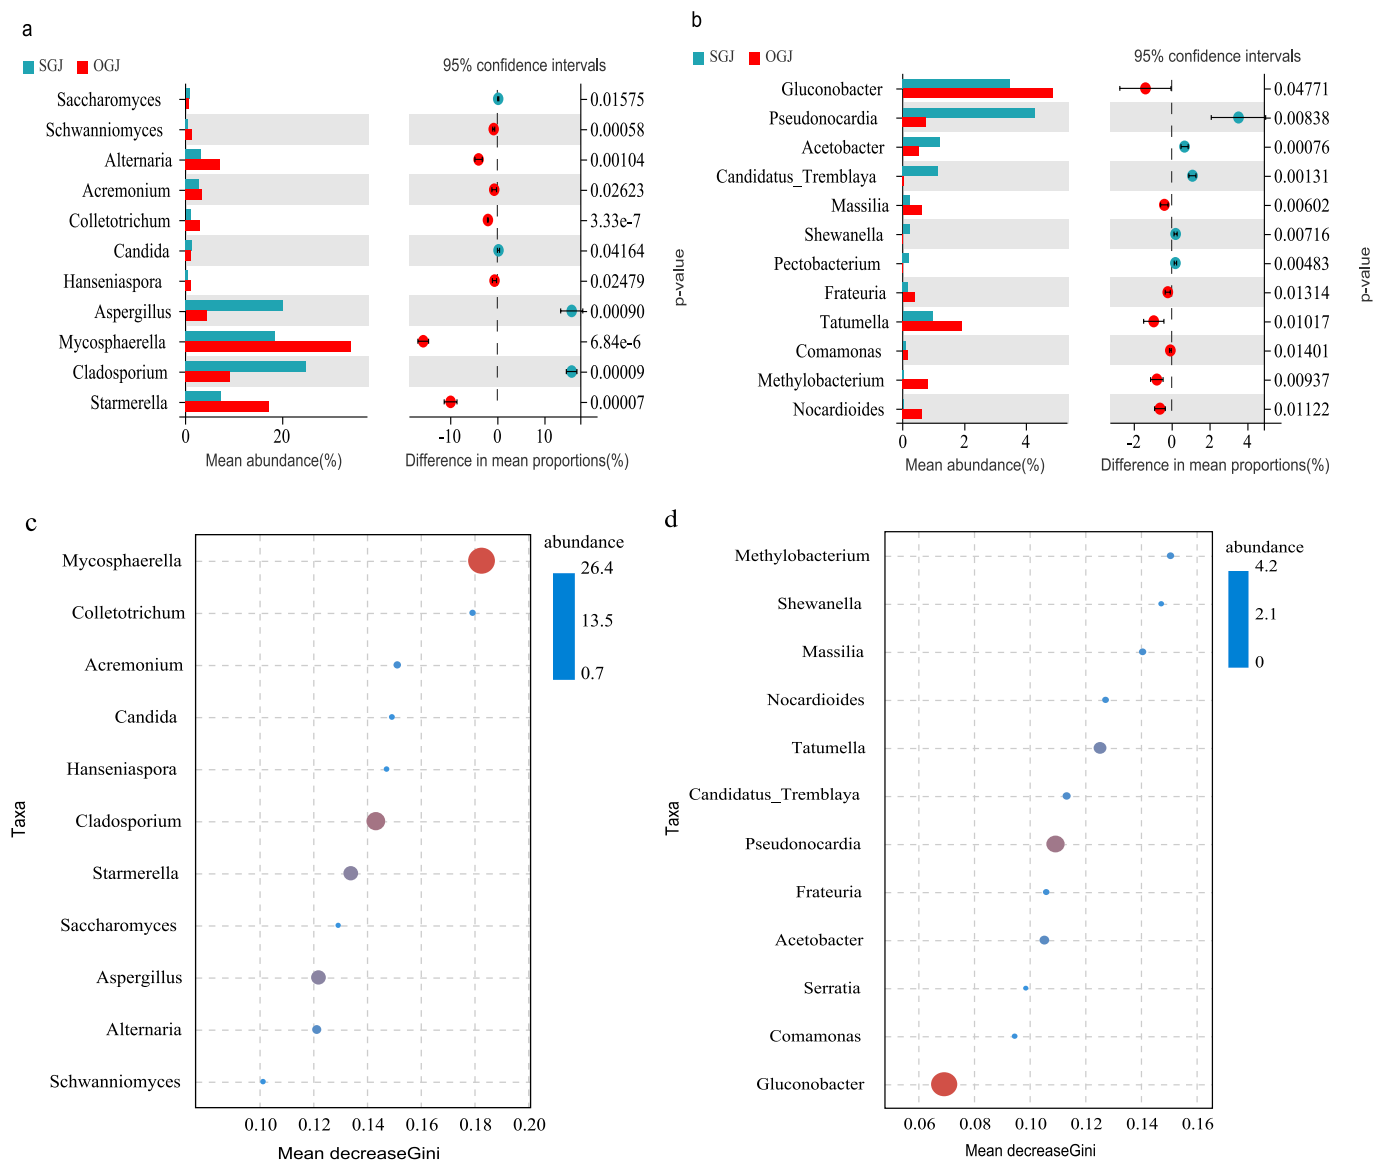 a
SGJ OGJ
95% confidence intervals
Saccharomyces 0.01575
Schwanniomyces 0.00058
Alternaria 0.00104
Acremonium 0.02623
Colletotrichum 3.33e-7
Candida 0.04164
Hanseniaspora 0.02479
Aspergillus 0.00090
Mycosphaerella 6.84e-6
Cladosporium 0.00009
Starmerella 0.00007
p-value
0 20 -10 0 10
Mean abundance(%) Difference in mean proportions(%)
b
SGJ OGJ
95% confidence intervals
Gluconobacter 0.04771
Pseudonocardia 0.00838
Acetobacter 0.00076
Candidatus_Tremblaya 0.00131
Massilia 0.00602
Shewanella 0.00716
Pectobacterium 0.00483
Frateuria 0.01314
Tatumella 0.01017
Comamonas 0.01401
Methylobacterium 0.00937
Nocardioides 0.01122
p-value
0 2 4 -2 0 2 4
Mean abundance(%) Difference in mean proportions(%)
c
Taxa
Mycosphaerella
Colletotrichum
Acremonium
Candida
Hanseniaspora
Cladosporium
Starmerella
Saccharomyces
Aspergillus
Alternaria
Schwanniomyces
0.10 0.12 0.14 0.16 0.18 0.20
Mean decreaseGini
abundance
26.4
13.5
0.7
d
Taxa
Methylobacterium
Shewanella
Massilia
Nocardioides
Tatumella
Candidatus_Tremblaya
Pseudonocardia
Frateuria
Acetobacter
Serratia
Comamonas
Gluconobacter
0.06 0.08 0.10 0.12 0.14 0.16
Mean decreaseGini
abundance
4.2
2.1
0